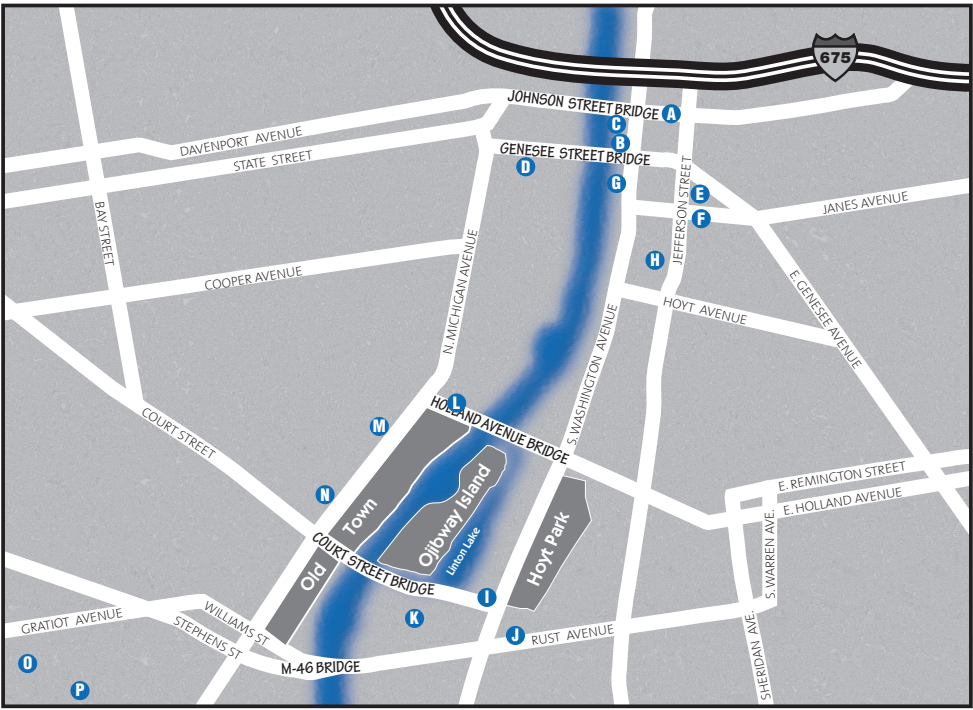 675
JOHNSON STREET BRIDGE
A
C
B
DAVENPORT AVENUE
STATE STREET
GENESEE STREET BRIDGE
D
G
E
F
JEFFERSON STREET
JANES AVENUE
BAY STREET
H
COOPER AVENUE
N. MICHIGAN AVENUE
HOYT AVENUE
E. GENESEE AVENUE
S. WASHINGTON AVENUE
L
HOLLAND AVENUE BRIDGE
M
COURT STREET
E. REMINGTON STREET
E. HOLLAND AVENUE
N
Old Town
Ojibway Island
Linton Lake
Hoyt Park
S. WARREN AVE.
COURT STREET BRIDGE
I
K
J
RUST AVENUE
GRATIOT AVENUE
WILLIAMS ST
STEPHENS ST
M-46 BRIDGE
SHERIDAN AVE.
O
P